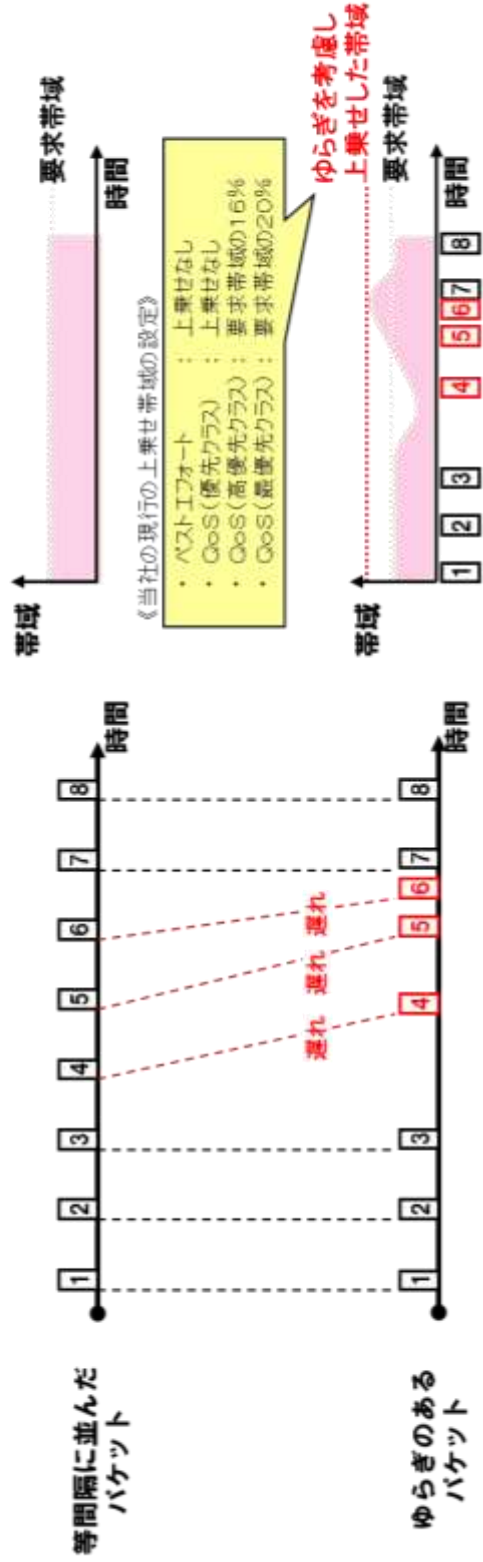 等間隔に並んだ
パケット
1 2 3 4 5 6 7 8
時間
帯域
要求帯域
時間
遅れ 遅れ 遅れ
《当社の現行の上乗せ帯域の設定》
・ ベストエフォート : 上乗せなし
・ QoS(優先クラス) : 上乗せなし
・ QoS(高優先クラス) : 要求帯域の16%
・ QoS(最優先クラス) : 要求帯域の20%
ゆらぎのある
パケット
1 2 3 4 5 6 7 8
時間
帯域
ゆらぎを考慮し
上乗せした帯域
要求帯域
時間
1 2 3 4 5 6 7 8